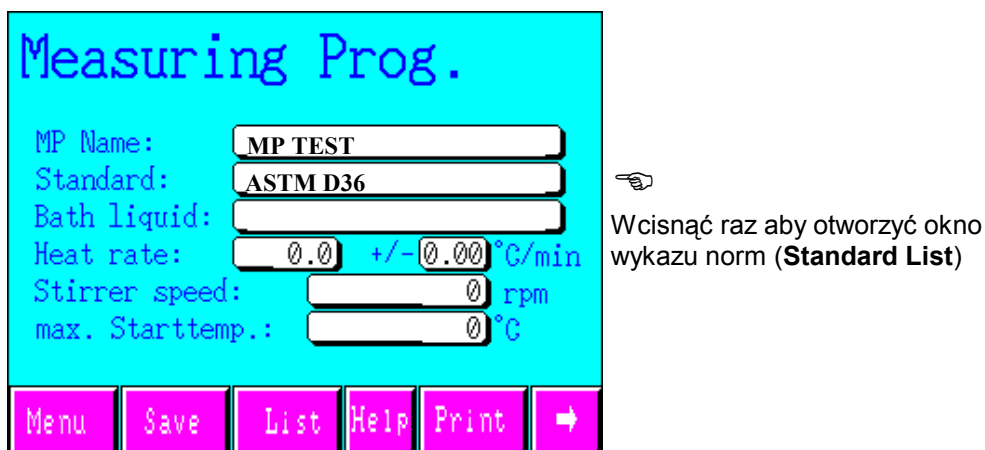 Measuring Prog.
MP Name: MP TEST
Standard: ASTM D36
Bath liquid:
Heat rate: 0.0 +/- 0.00 °C/min
Stirrer speed: 0 rpm
max. Starttemp.: 0 °C
Menu Save List Help Print
Wcisnąć raz aby otworzyć okno
wykazu norm (Standard List)